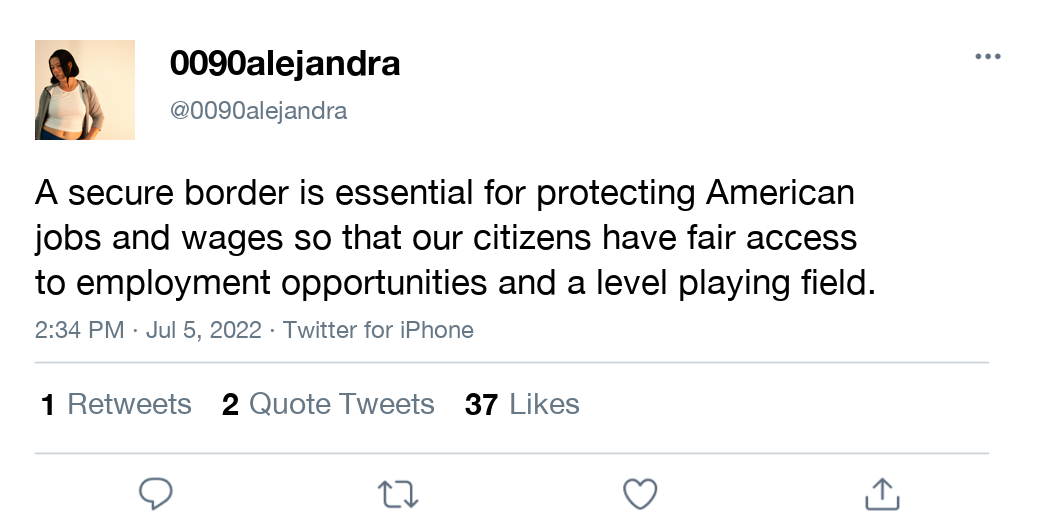 0090alejandra
@0090alejandra
A secure border is essential for protecting American
jobs and wages so that our citizens have fair access
to employment opportunities and a level playing field.
2:34 PM · Jul 5, 2022 · Twitter for iPhone
1 Retweets 2 Quote Tweets 37 Likes